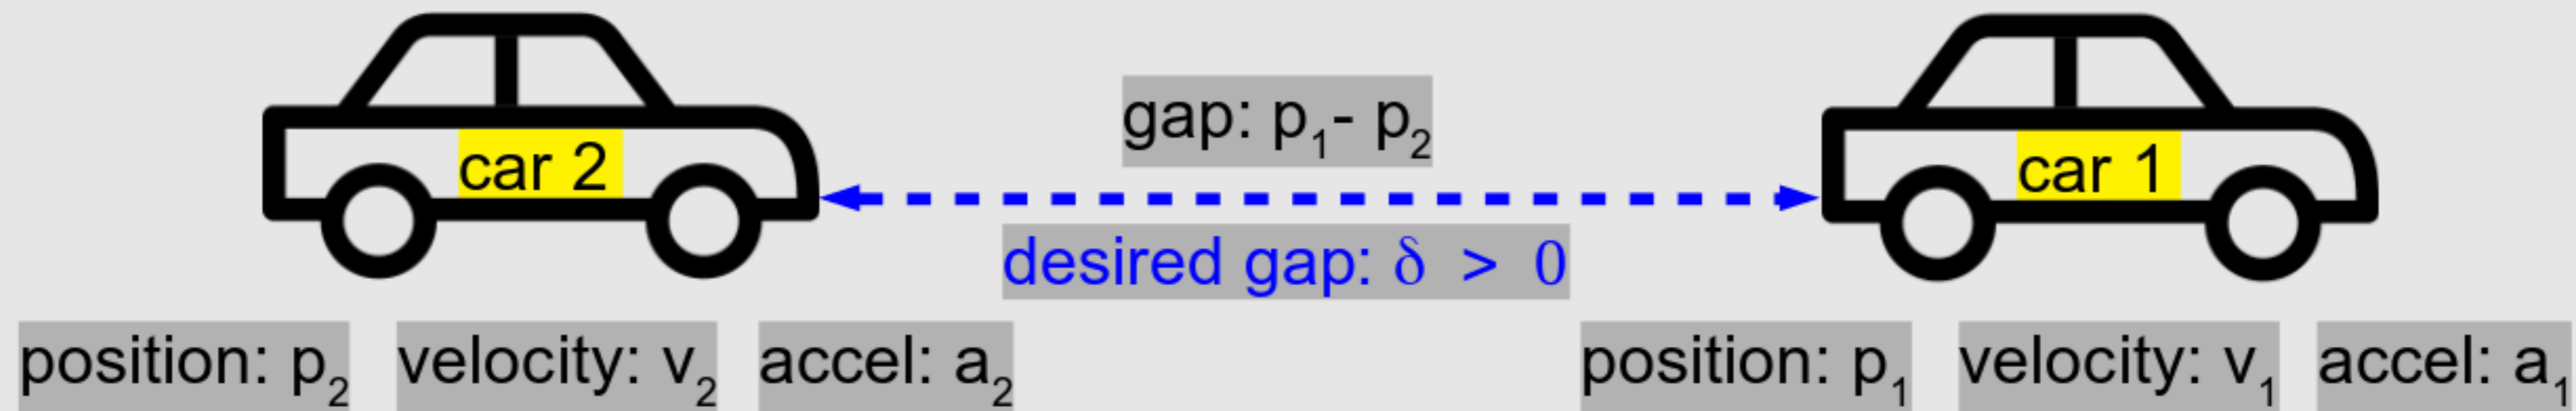 car 2
gap: p₁- p₂
car 1
desired gap: δ > 0
position: p₂ velocity: v₂ accel: a₂ position: p₁ velocity: v₁ accel: a₁